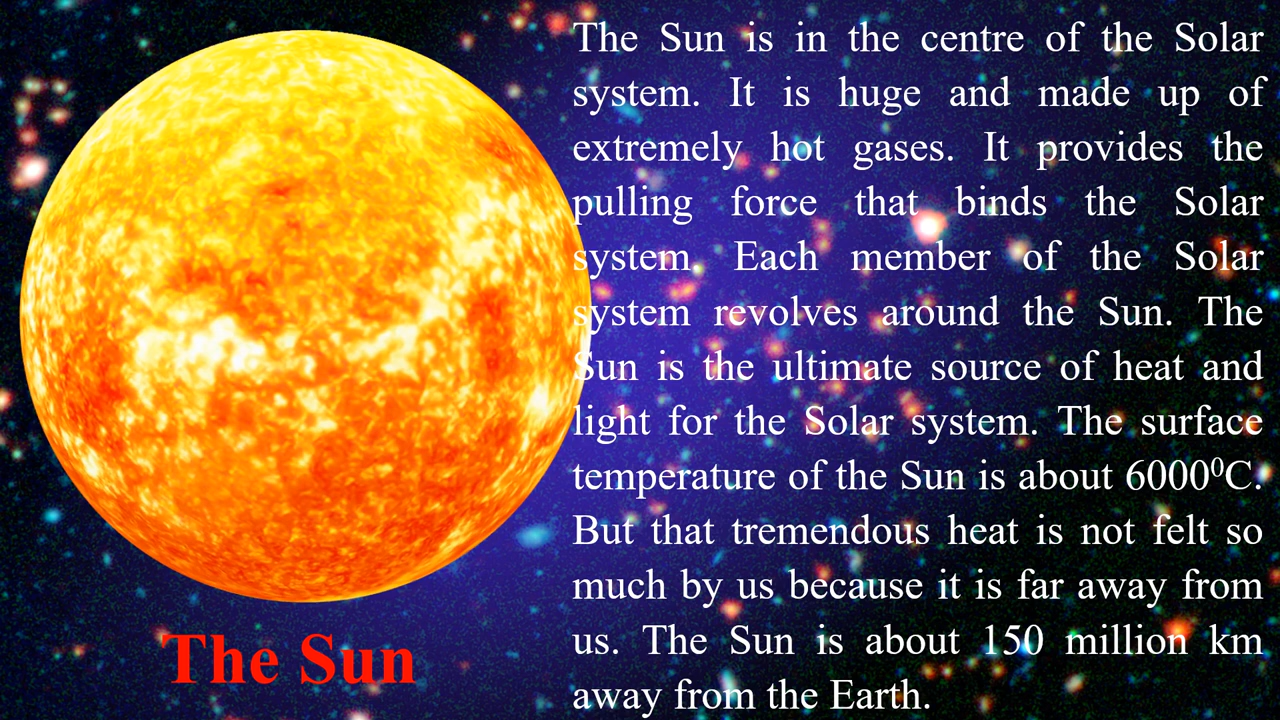 The Sun is in the centre of the Solar
system. It is huge and made up of
extremely hot gases. It provides the
pulling force that binds the Solar
system. Each member of the Solar
system revolves around the Sun. The
Sun is the ultimate source of heat and
light for the Solar system. The surface
temperature of the Sun is about 6000⁰C.
But that tremendous heat is not felt so
much by us because it is far away from
us. The Sun is about 150 million km
away from the Earth.
The Sun